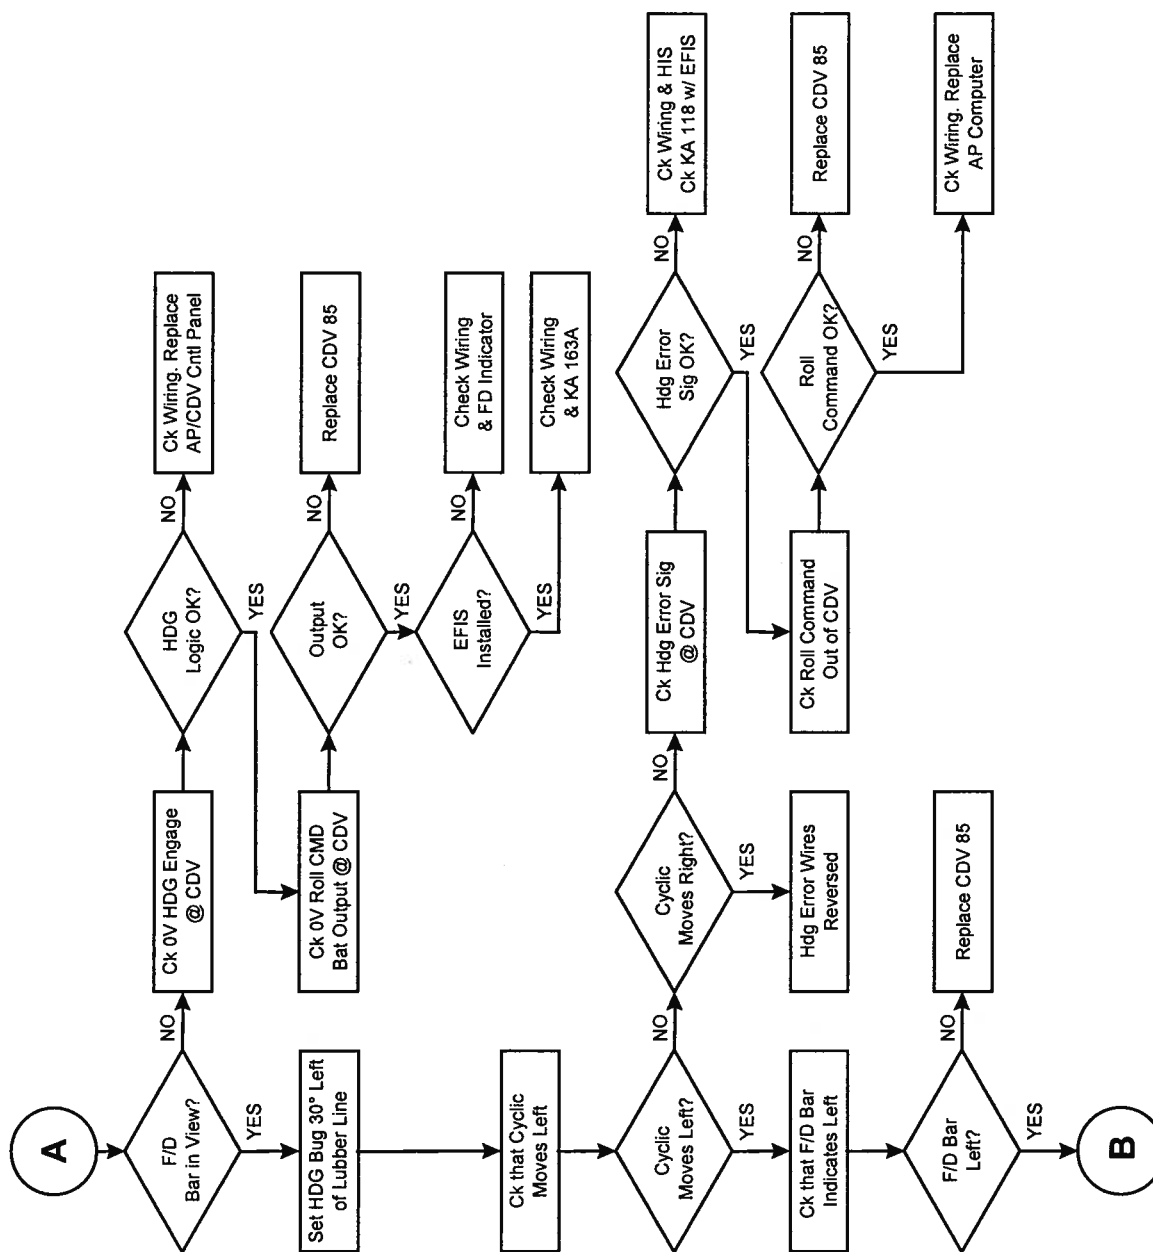 A
F/D
Bar in View?
NO
YES
Ck 0V HDG Engage
@ CDV
HDG
Logic OK?
NO
YES
Ck Wiring. Replace
AP/CDV Cntl Panel
Set HDG Bug 30° Left
of Lubber Line
Ck 0V Roll CMD
Bat Output @ CDV
Output
OK?
NO
YES
Replace CDV 85
EFIS
Installed?
NO
YES
Check Wiring
& FD Indicator
Check Wiring
& KA 163A
Ck that Cyclic
Moves Left
Cyclic
Moves Left?
NO
YES
Cyclic
Moves Right?
NO
YES
Ck Hdg Error Sig
@ CDV
Hdg Error
Sig OK?
NO
YES
Ck Wiring & HIS
Ck KA 118 w/ EFIS
Ck that F/D Bar
Indicates Left
Hdg Error Wires
Reversed
Ck Roll Command
Out of CDV
Roll
Command OK?
NO
YES
Replace CDV 85
Ck Wiring. Replace
AP Computer
F/D Bar
Left?
NO
YES
Replace CDV 85
B